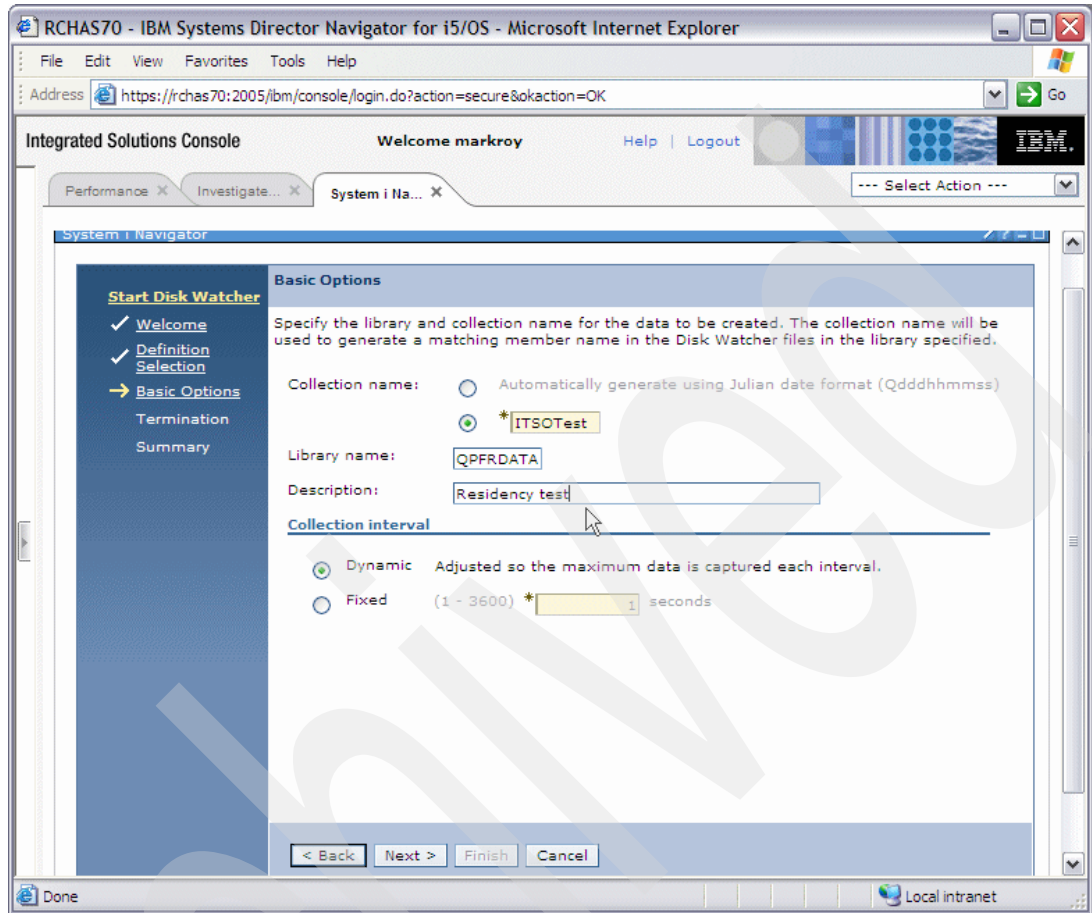 RCHAS70 - IBM Systems Director Navigator for i5/OS - Microsoft Internet Explorer
File Edit View Favorites Tools Help
Address https://rchas70:2005/ibm/console/login.do?action=secure&okaction=OK Go
Integrated Solutions Console Welcome markroy Help | Logout IBM.
Performance Investigate... System i Na... --- Select Action ---
System i Navigator
Start Disk Watcher
Welcome
Definition
Selection
Basic Options
Termination
Summary
Basic Options
Specify the library and collection name for the data to be created. The collection name will be
used to generate a matching member name in the Disk Watcher files in the library specified.
Collection name: Automatically generate using Julian date format (Qdddhhmmss)
*ITSOTest
Library name: QPFRDATA
Description: Residency test
Collection interval
Dynamic Adjusted so the maximum data is captured each interval.
Fixed (1 - 3600) * 1 seconds
< Back Next > Finish Cancel
Done Local intranet